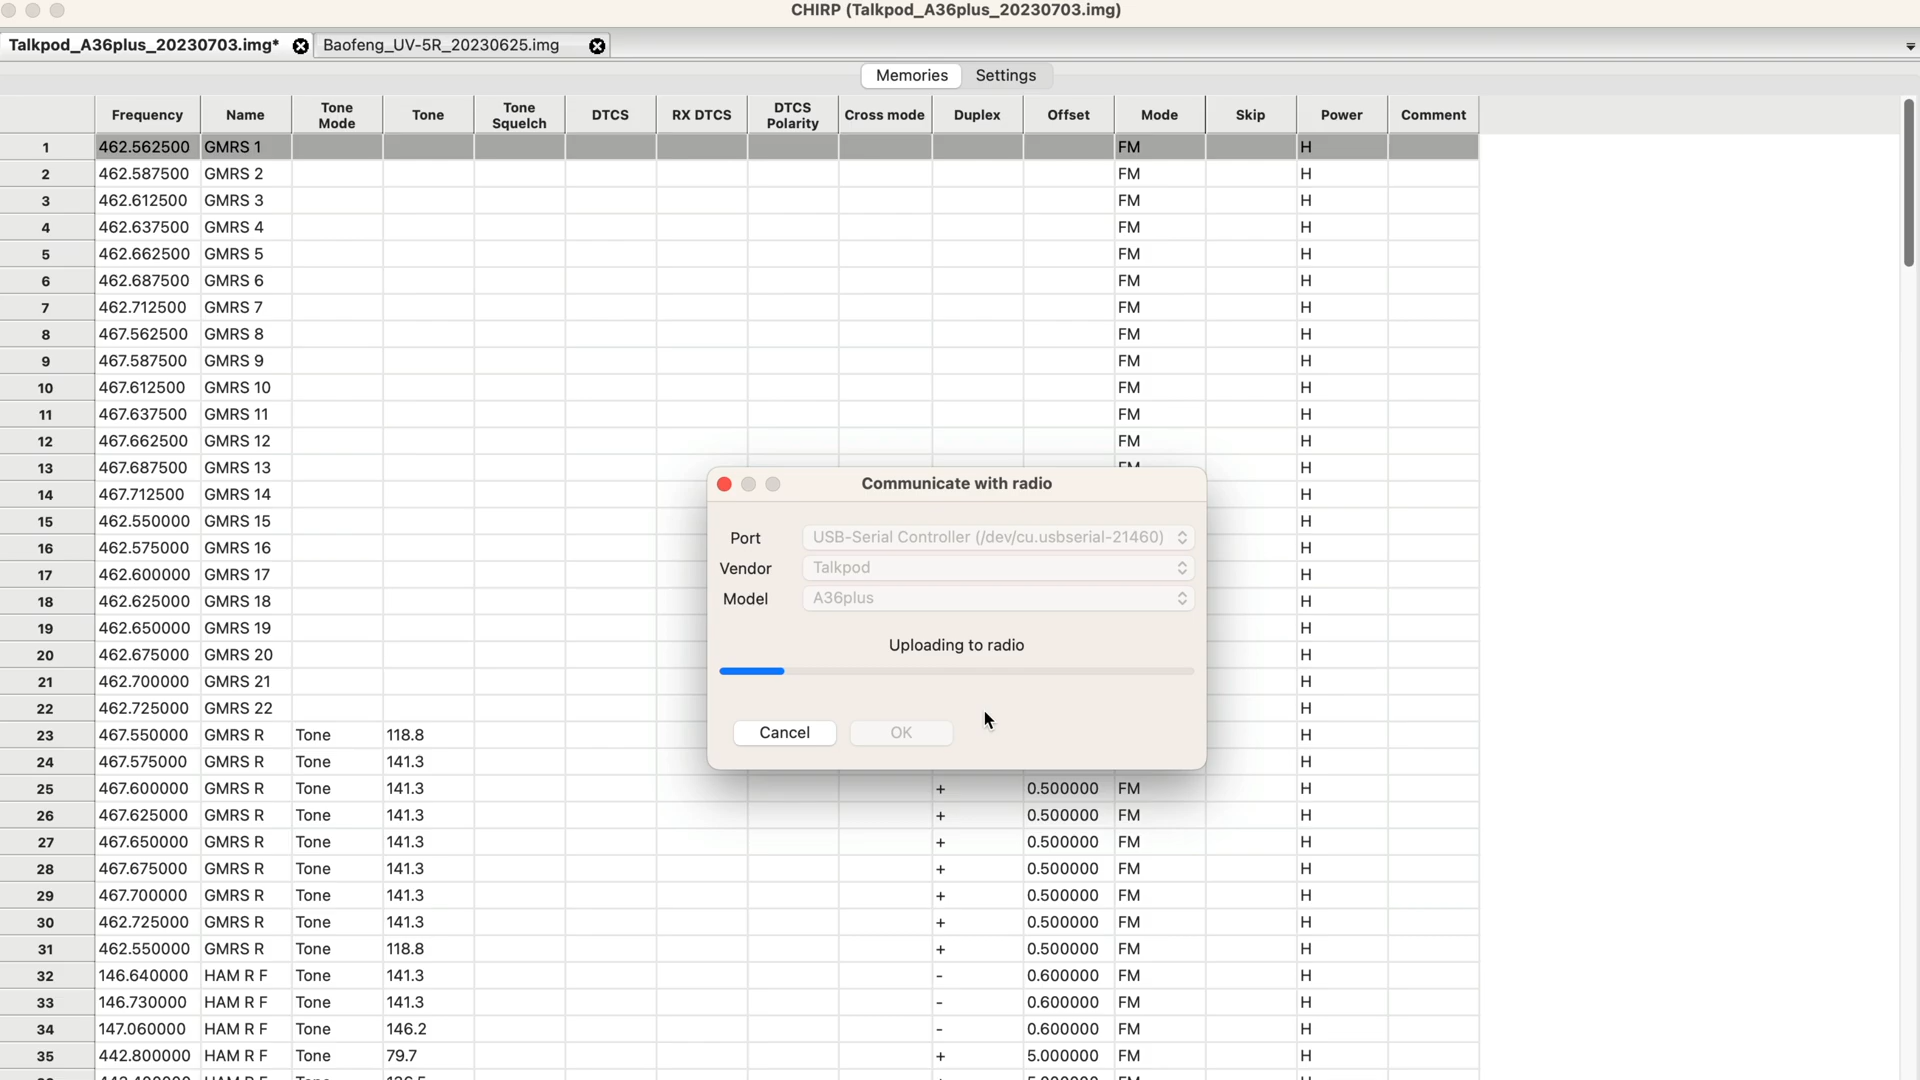 CHIRP (Talkpod_A36plus_20230703.img)
Talkpod_A36plus_20230703.img* Baofeng_UV-5R_20230625.img
Memories Settings
Frequency Name Tone Mode Tone Tone Squelch DTCS RX DTCS DTCS Polarity Cross mode Duplex Offset Mode Skip Power Comment
1 462.562500 GMRS 1 FM H
2 462.587500 GMRS 2 FM H
3 462.612500 GMRS 3 FM H
4 462.637500 GMRS 4 FM H
5 462.662500 GMRS 5 FM H
6 462.687500 GMRS 6 FM H
7 462.712500 GMRS 7 FM H
8 467.562500 GMRS 8 FM H
9 467.587500 GMRS 9 FM H
10 467.612500 GMRS 10 FM H
11 467.637500 GMRS 11 FM H
12 467.662500 GMRS 12 FM H
13 467.687500 GMRS 13 FM H
14 467.712500 GMRS 14 H
15 462.550000 GMRS 15 H
16 462.575000 GMRS 16 H
17 462.600000 GMRS 17 H
18 462.625000 GMRS 18 H
19 462.650000 GMRS 19 H
20 462.675000 GMRS 20 H
21 462.700000 GMRS 21 H
22 462.725000 GMRS 22 H
23 467.550000 GMRS R Tone 118.8 H
24 467.575000 GMRS R Tone 141.3 H
25 467.600000 GMRS R Tone 141.3 + 0.500000 FM H
26 467.625000 GMRS R Tone 141.3 + 0.500000 FM H
27 467.650000 GMRS R Tone 141.3 + 0.500000 FM H
28 467.675000 GMRS R Tone 141.3 + 0.500000 FM H
29 467.700000 GMRS R Tone 141.3 + 0.500000 FM H
30 462.725000 GMRS R Tone 141.3 + 0.500000 FM H
31 462.550000 GMRS R Tone 118.8 + 0.500000 FM H
32 146.640000 HAM R F Tone 141.3 - 0.600000 FM H
33 146.730000 HAM R F Tone 141.3 - 0.600000 FM H
34 147.060000 HAM R F Tone 146.2 - 0.600000 FM H
35 442.800000 HAM R F Tone 79.7 + 5.000000 FM H
Communicate with radio
Port USB-Serial Controller (/dev/cu.usbserial-21460)
Vendor Talkpod
Model A36plus
Uploading to radio
Cancel OK